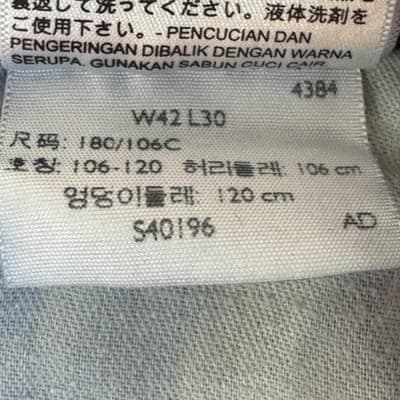 裏返して洗ってください。液体洗剤を
ご使用下さい。- PENCUCIAN DAN
PENGERINGAN DIBALIK DENGAN WARNA
SERUPA. GUNAKAN SABUN CUCI CAIR
4384
W42 L30
尺码: 180/106C
호칭: 106-120 허리둘레: 106 cm
엉덩이둘레: 120 cm
S40196 AD